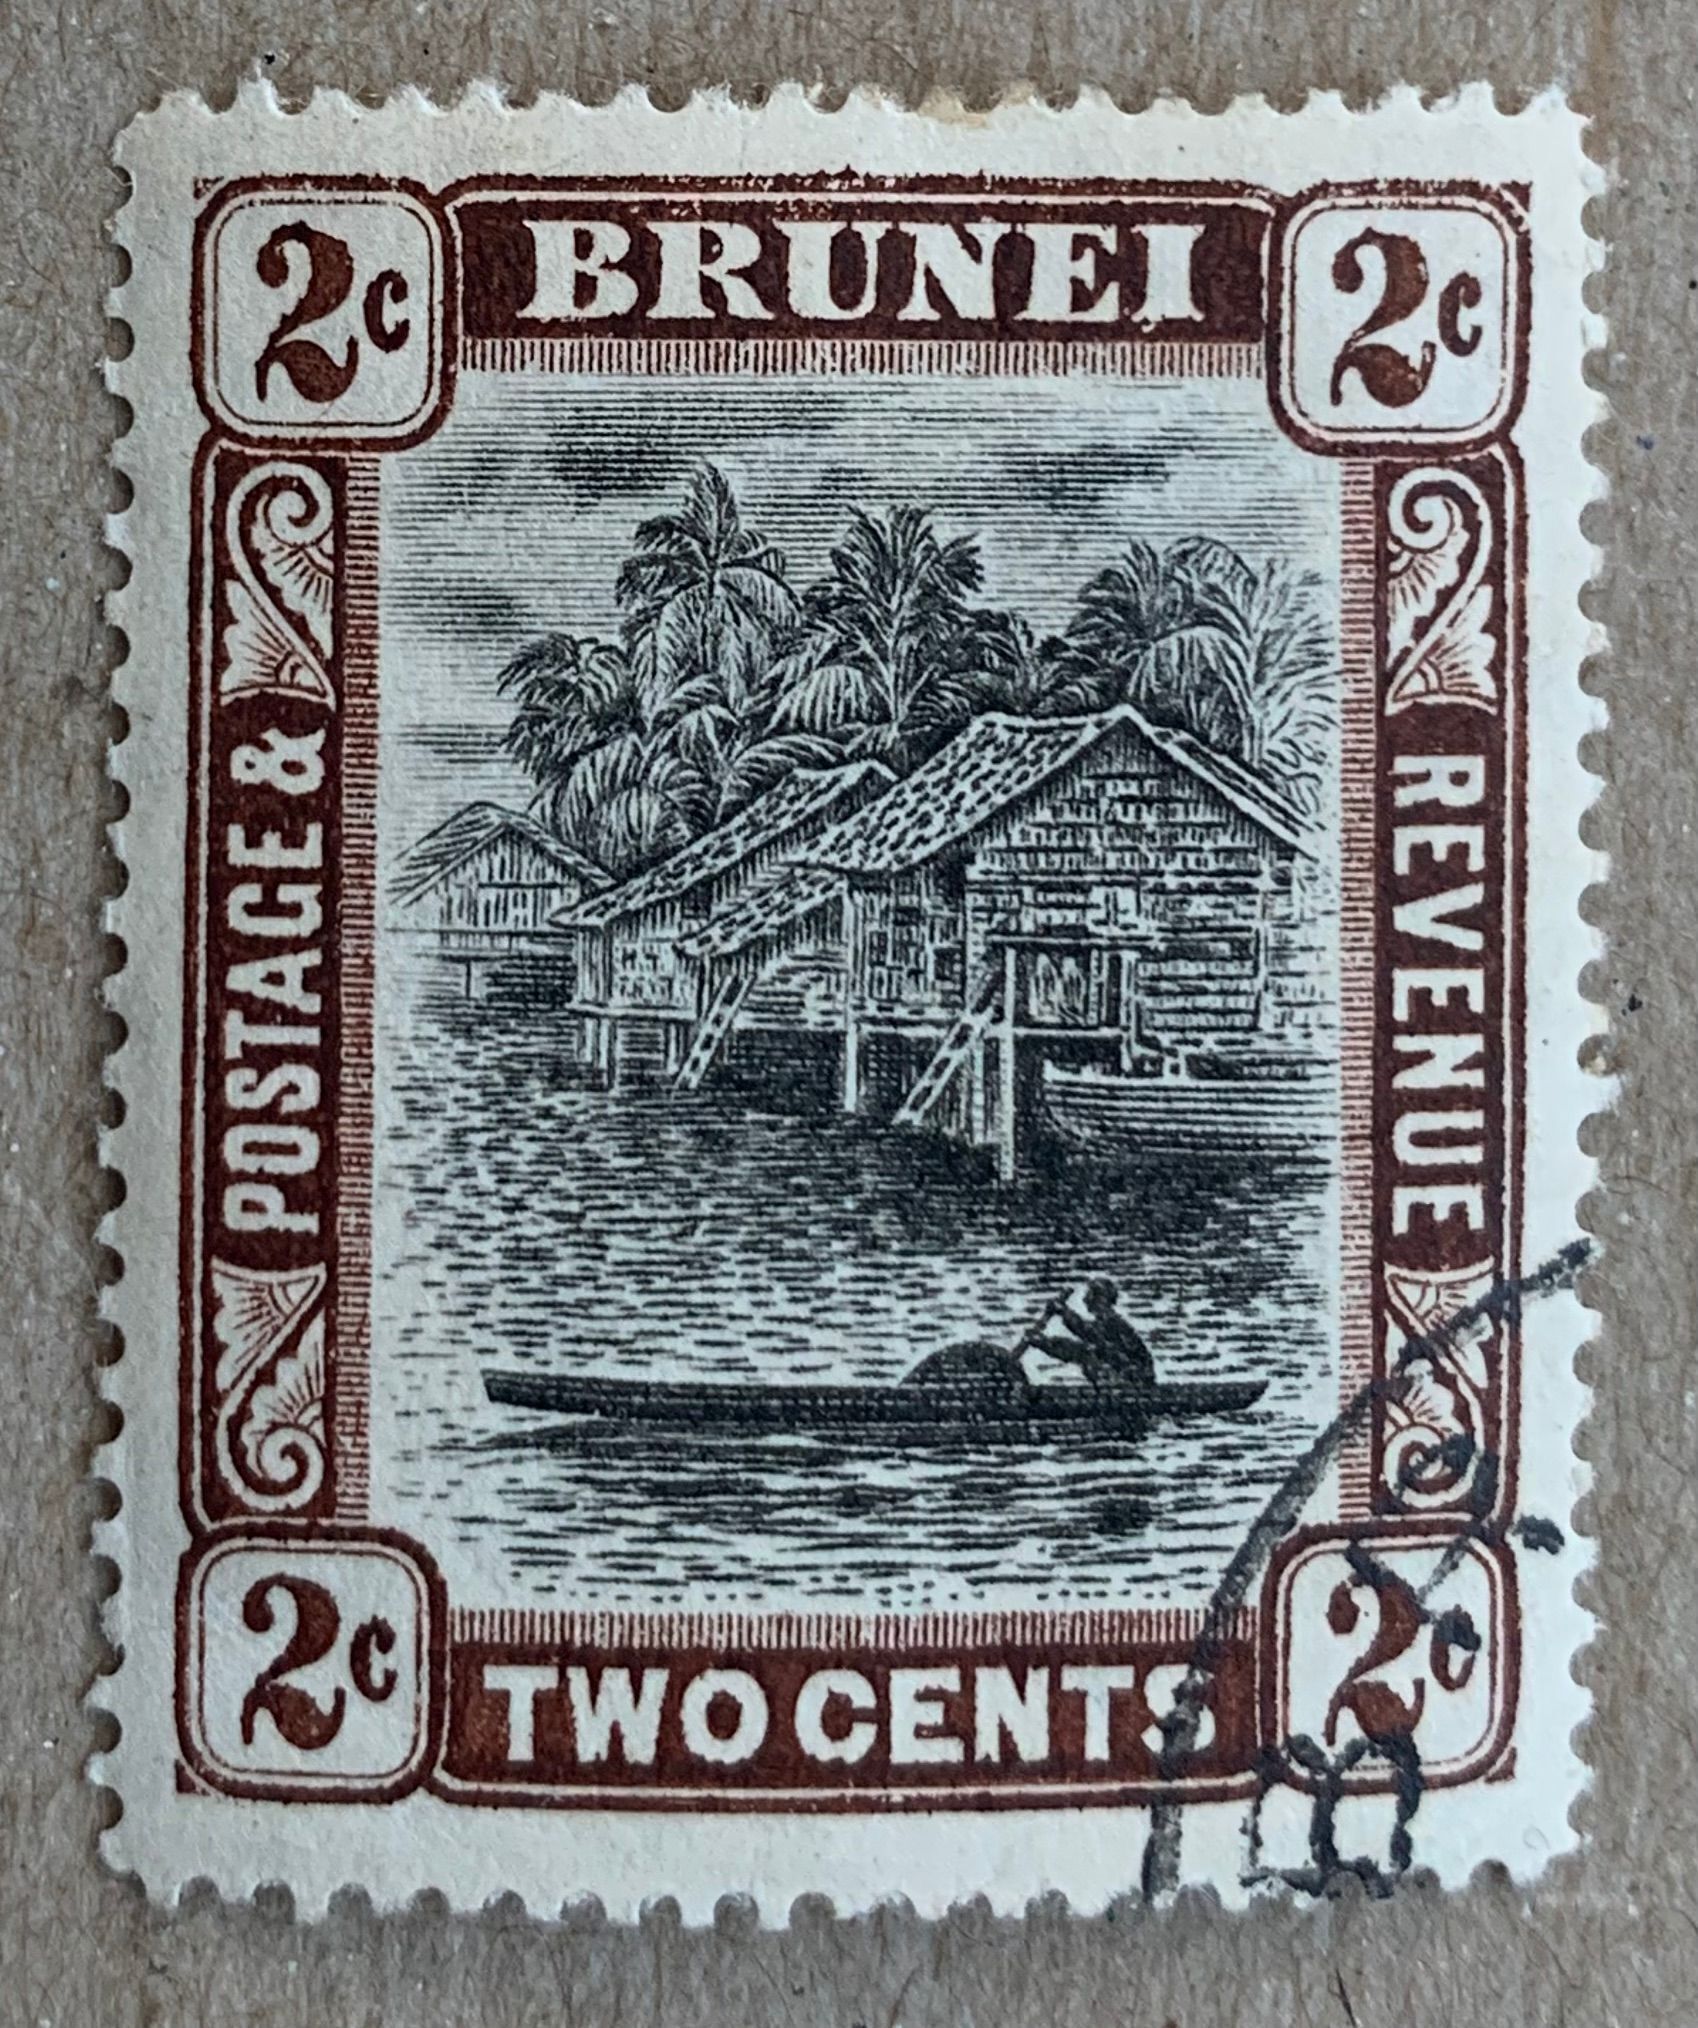 2c BRUNEI 2c
POSTAGE &
REVENUE
2c TWO CENTS 2c
B